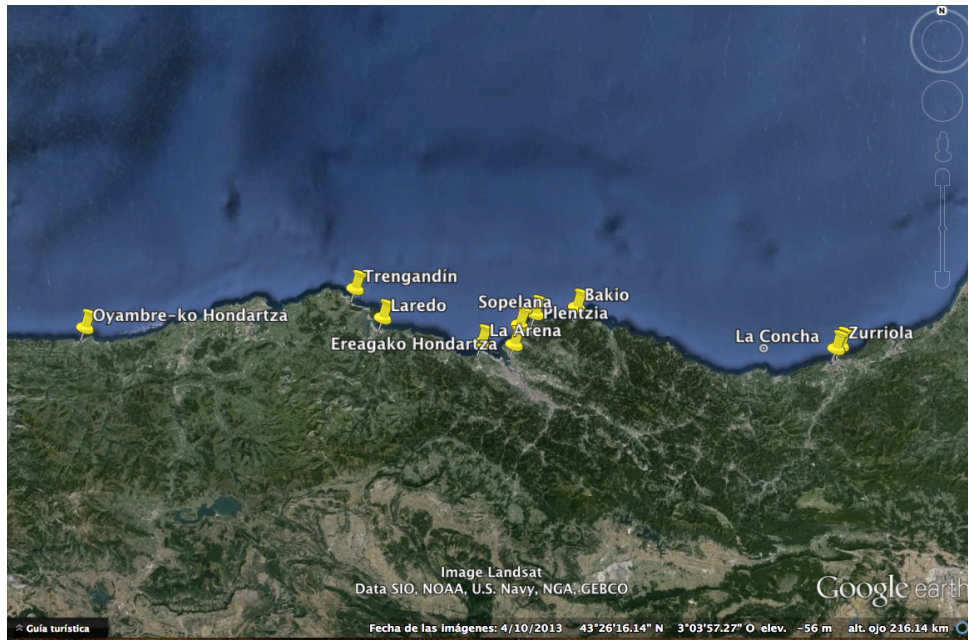 N
Trengandín
Laredo
Oyambre-ko Hondartza
Sopelana
Bakio
Plentzia
La Arena
Ereagako Hondartza
La Concha
Zurriola
Image Landsat
Data SIO, NOAA, U.S. Navy, NGA, GEBCO
Google earth
Guía turística
Fecha de las imágenes: 4/10/2013 43°26'16.14" N 3°03'57.27" O elev. -56 m alt. ojo 216.14 km